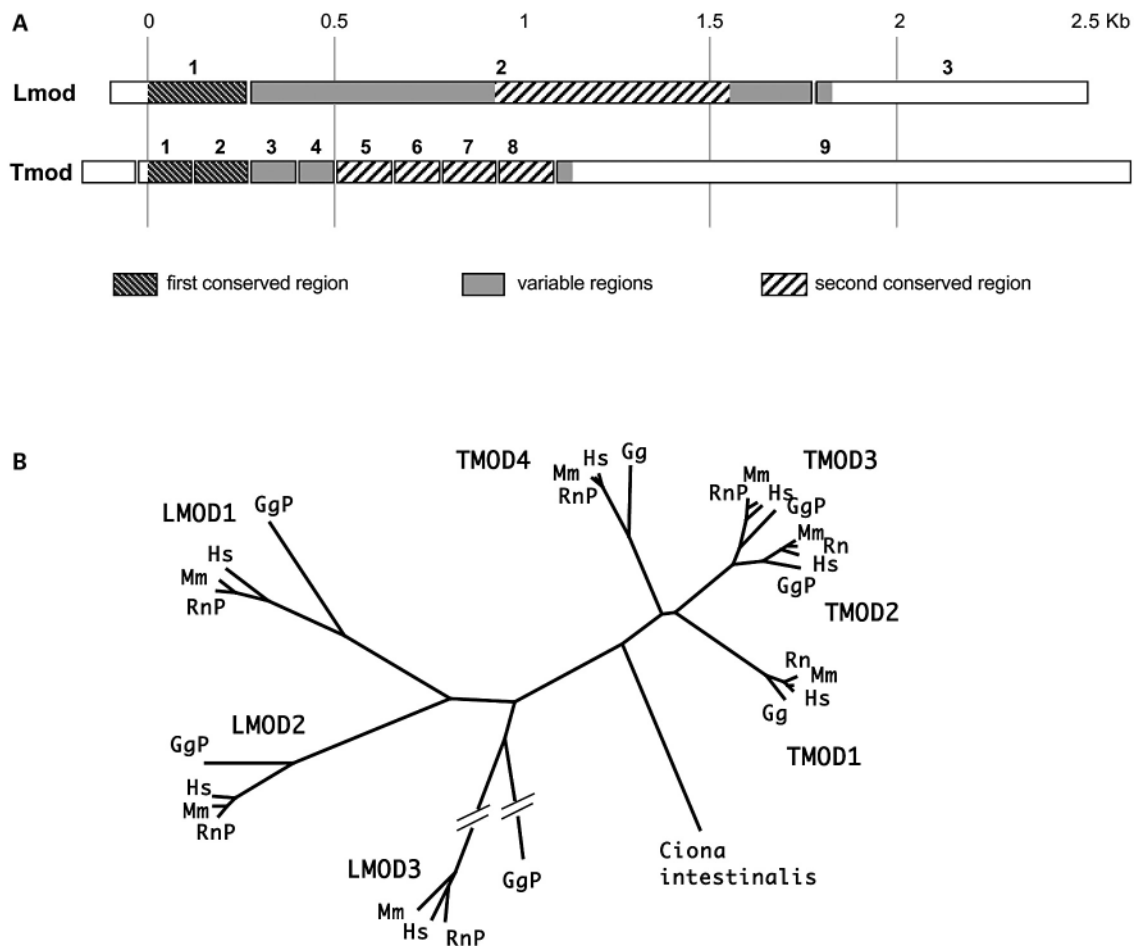 A
0 0.5 1 1.5 2 2.5 Kb
1 2 3
Lmod
1 2 3 4 5 6 7 8 9
Tmod
first conserved region variable regions second conserved region
B
TMOD4 Hs Gg TMOD3
Mm Mm
RnP RnP Hs
GgP
LMOD1 GgP
Mm
Rn
Hs Hs
Mm GgP
RnP TMOD2
Rn
Mm
Hs
LMOD2 Gg
GgP TMOD1
Hs
Mm
RnP
Ciona
LMOD3 GgP intestinalis
Mm
Hs
RnP